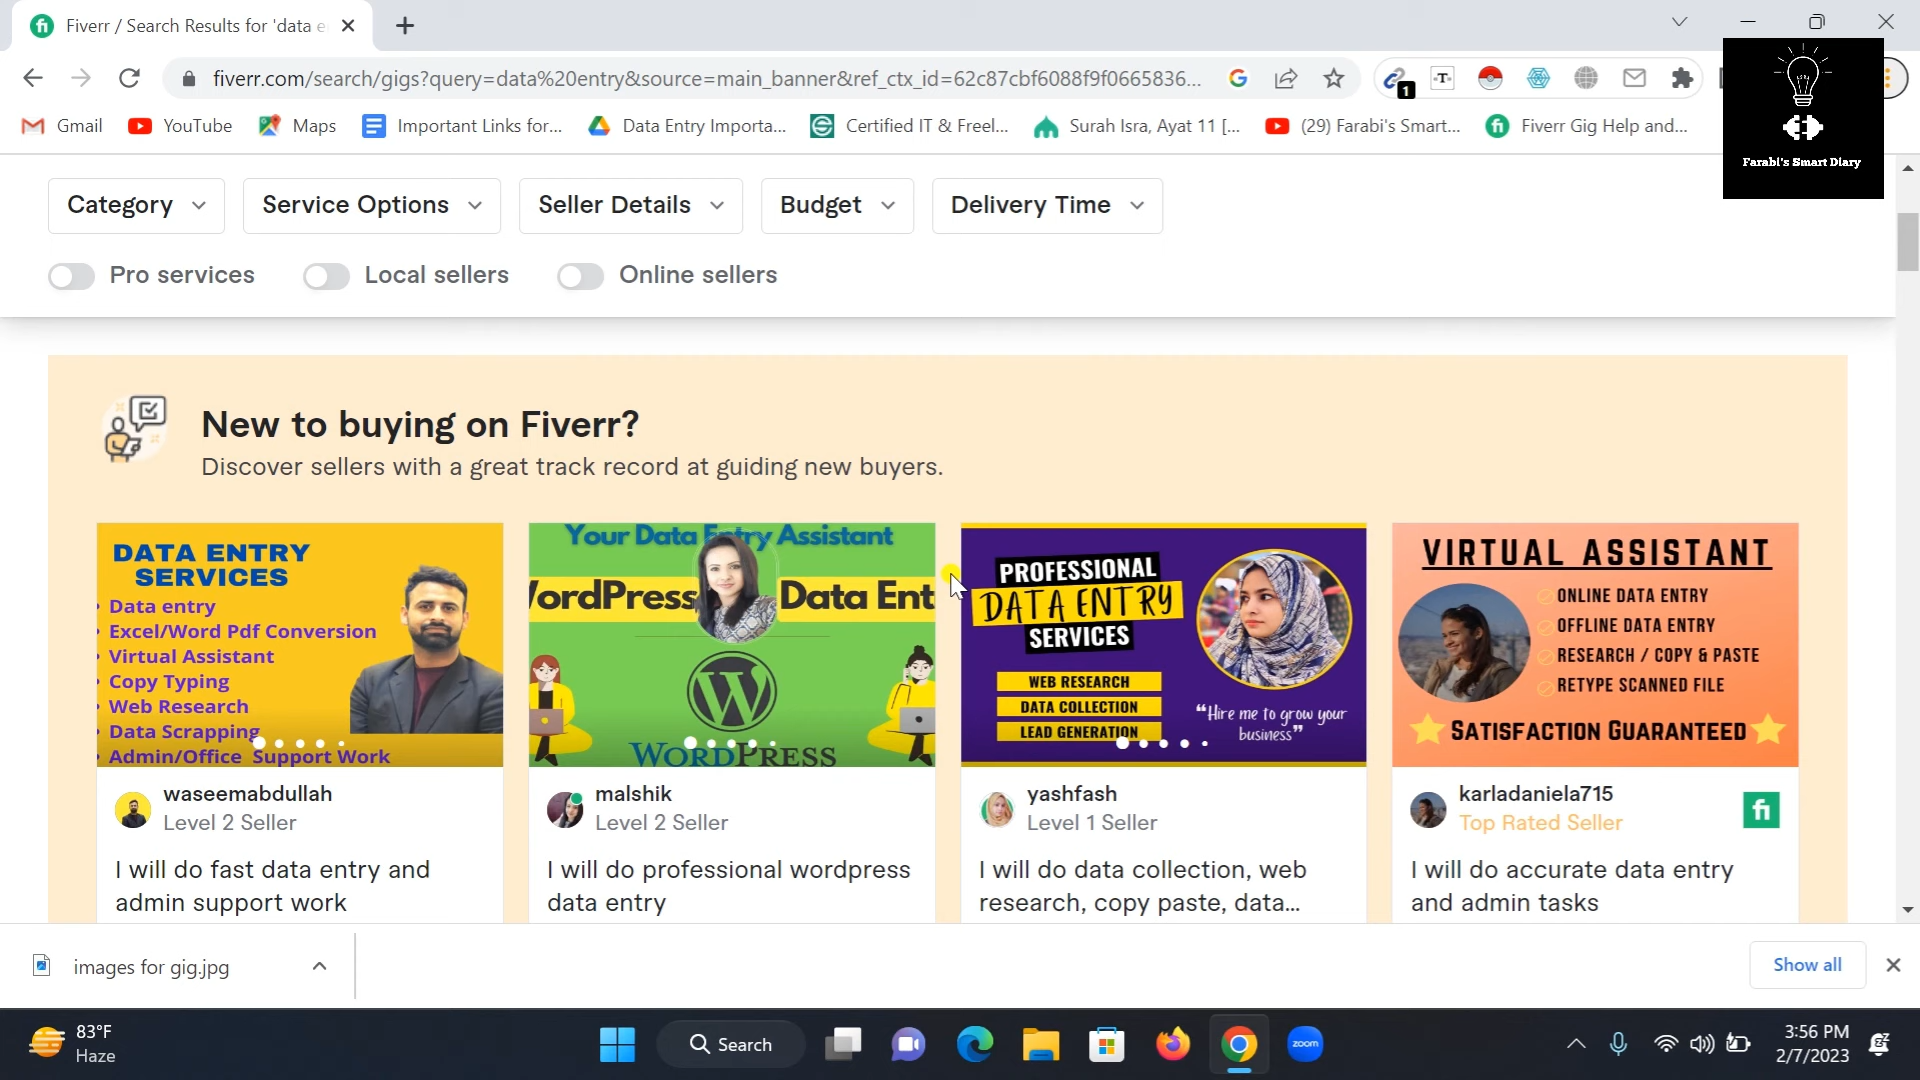 Fiverr / Search Results for 'data e
fiverr.com/search/gigs?query=data%20entry&source=main_banner&ref_ctx_id=62c87cbf6088f9f0665836...
1
T
Gmail
YouTube
Maps
Important Links for...
Data Entry Importa...
Certified IT & Freel...
Surah Isra, Ayat 11 [...
(29) Farabi's Smart...
Fiverr Gig Help and...
Farabi's Smart Diary
Category
Service Options
Seller Details
Budget
Delivery Time
Pro services
Local sellers
Online sellers
New to buying on Fiverr?
Discover sellers with a great track record at guiding new buyers.
DATA ENTRY
SERVICES
Data entry
Excel/Word Pdf Conversion
Virtual Assistant
Copy Typing
Web Research
Data Scrapping
Admin/Office Support Work
Your Data Entry Assistant
WordPress Data Ent
WORDPRESS
PROFESSIONAL
DATA ENTRY
SERVICES
WEB RESEARCH
DATA COLLECTION
LEAD GENERATION
“Hire me to grow your
business”
VIRTUAL ASSISTANT
ONLINE DATA ENTRY
OFFLINE DATA ENTRY
RESEARCH / COPY & PASTE
RETYPE SCANNED FILE
SATISFACTION GUARANTEED
waseemabdullah
Level 2 Seller
I will do fast data entry and
admin support work
malshik
Level 2 Seller
I will do professional wordpress
data entry
yashfash
Level 1 Seller
I will do data collection, web
research, copy paste, data...
karladaniela715
Top Rated Seller
fi
I will do accurate data entry
and admin tasks
images for gig.jpg
Show all
83°F
Haze
Search
zoom
3:56 PM
2/7/2023